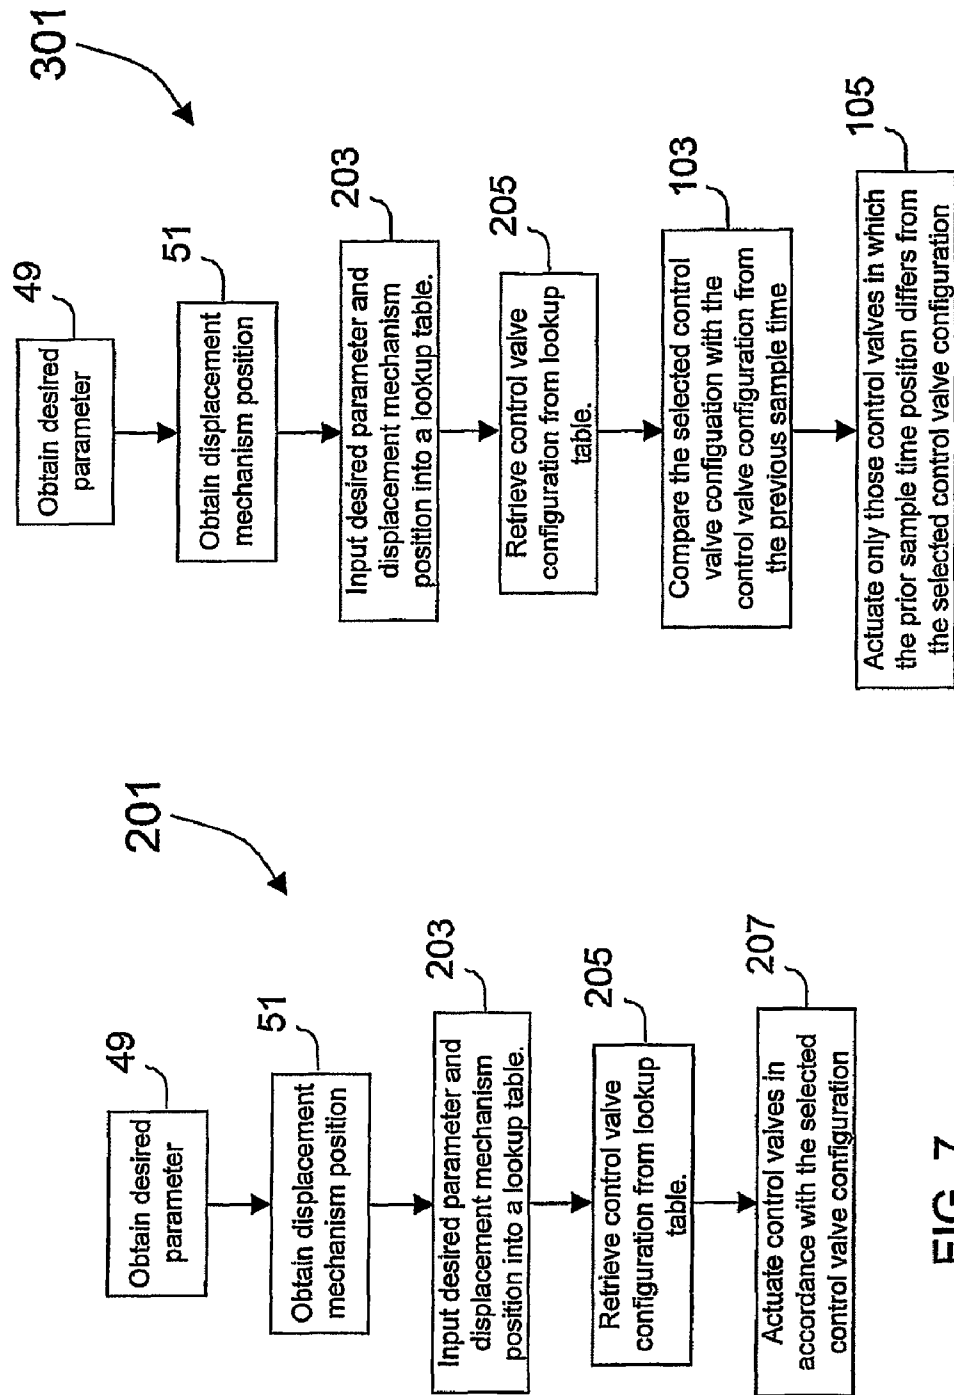 201
49
Obtain desired
parameter
51
Obtain displacement
mechanism position
203
Input desired parameter and
displacement mechanism
position into a lookup table.
205
Retrieve control valve
configuration from lookup
table.
207
Actuate control valves in
accordance with the selected
control valve configuration
FIG. 7
301
49
Obtain desired
parameter
51
Obtain displacement
mechanism position
203
Input desired parameter and
displacement mechanism
position into a lookup table.
205
Retrieve control valve
configuration from lookup
table.
103
Compare the selected control
valve configuation with the
control valve configuration from
the previous sample time
105
Actuate only those control valves in which
the prior sample time position differs from
the selected control valve configuration